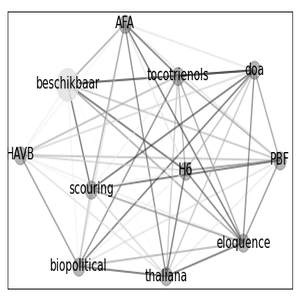 AFA
doa
tocotrienols
beschikbaar
HAVB
PBF
H6
scouring
eloquence
biopolitical
thaliana